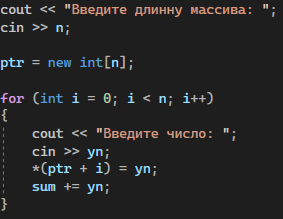 cout << "Введите длинну массива: ";
cin >> n;
ptr = new int[n];
for (int i = 0; i < n; i++)
{
cout << "Введите число: ";
cin >> yn;
*(ptr + i) = yn;
sum += yn;
}